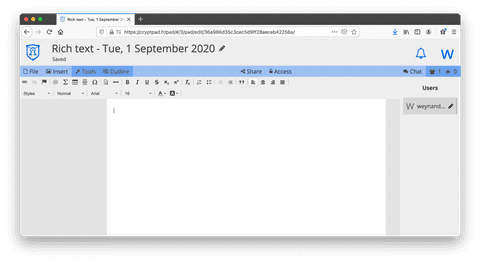 Rich text - Tue, 1 September 2020
https://cryptpad.fr/pad/#/3/pad/edit/36a986d35c3cec5d9ff28aeceb42256a/
Rich text - Tue, 1 September 2020
Saved
W
File Insert Tools Outline Share Access Chat 1 0
Styles Normal Arial 16 A A
Users
W weynand...